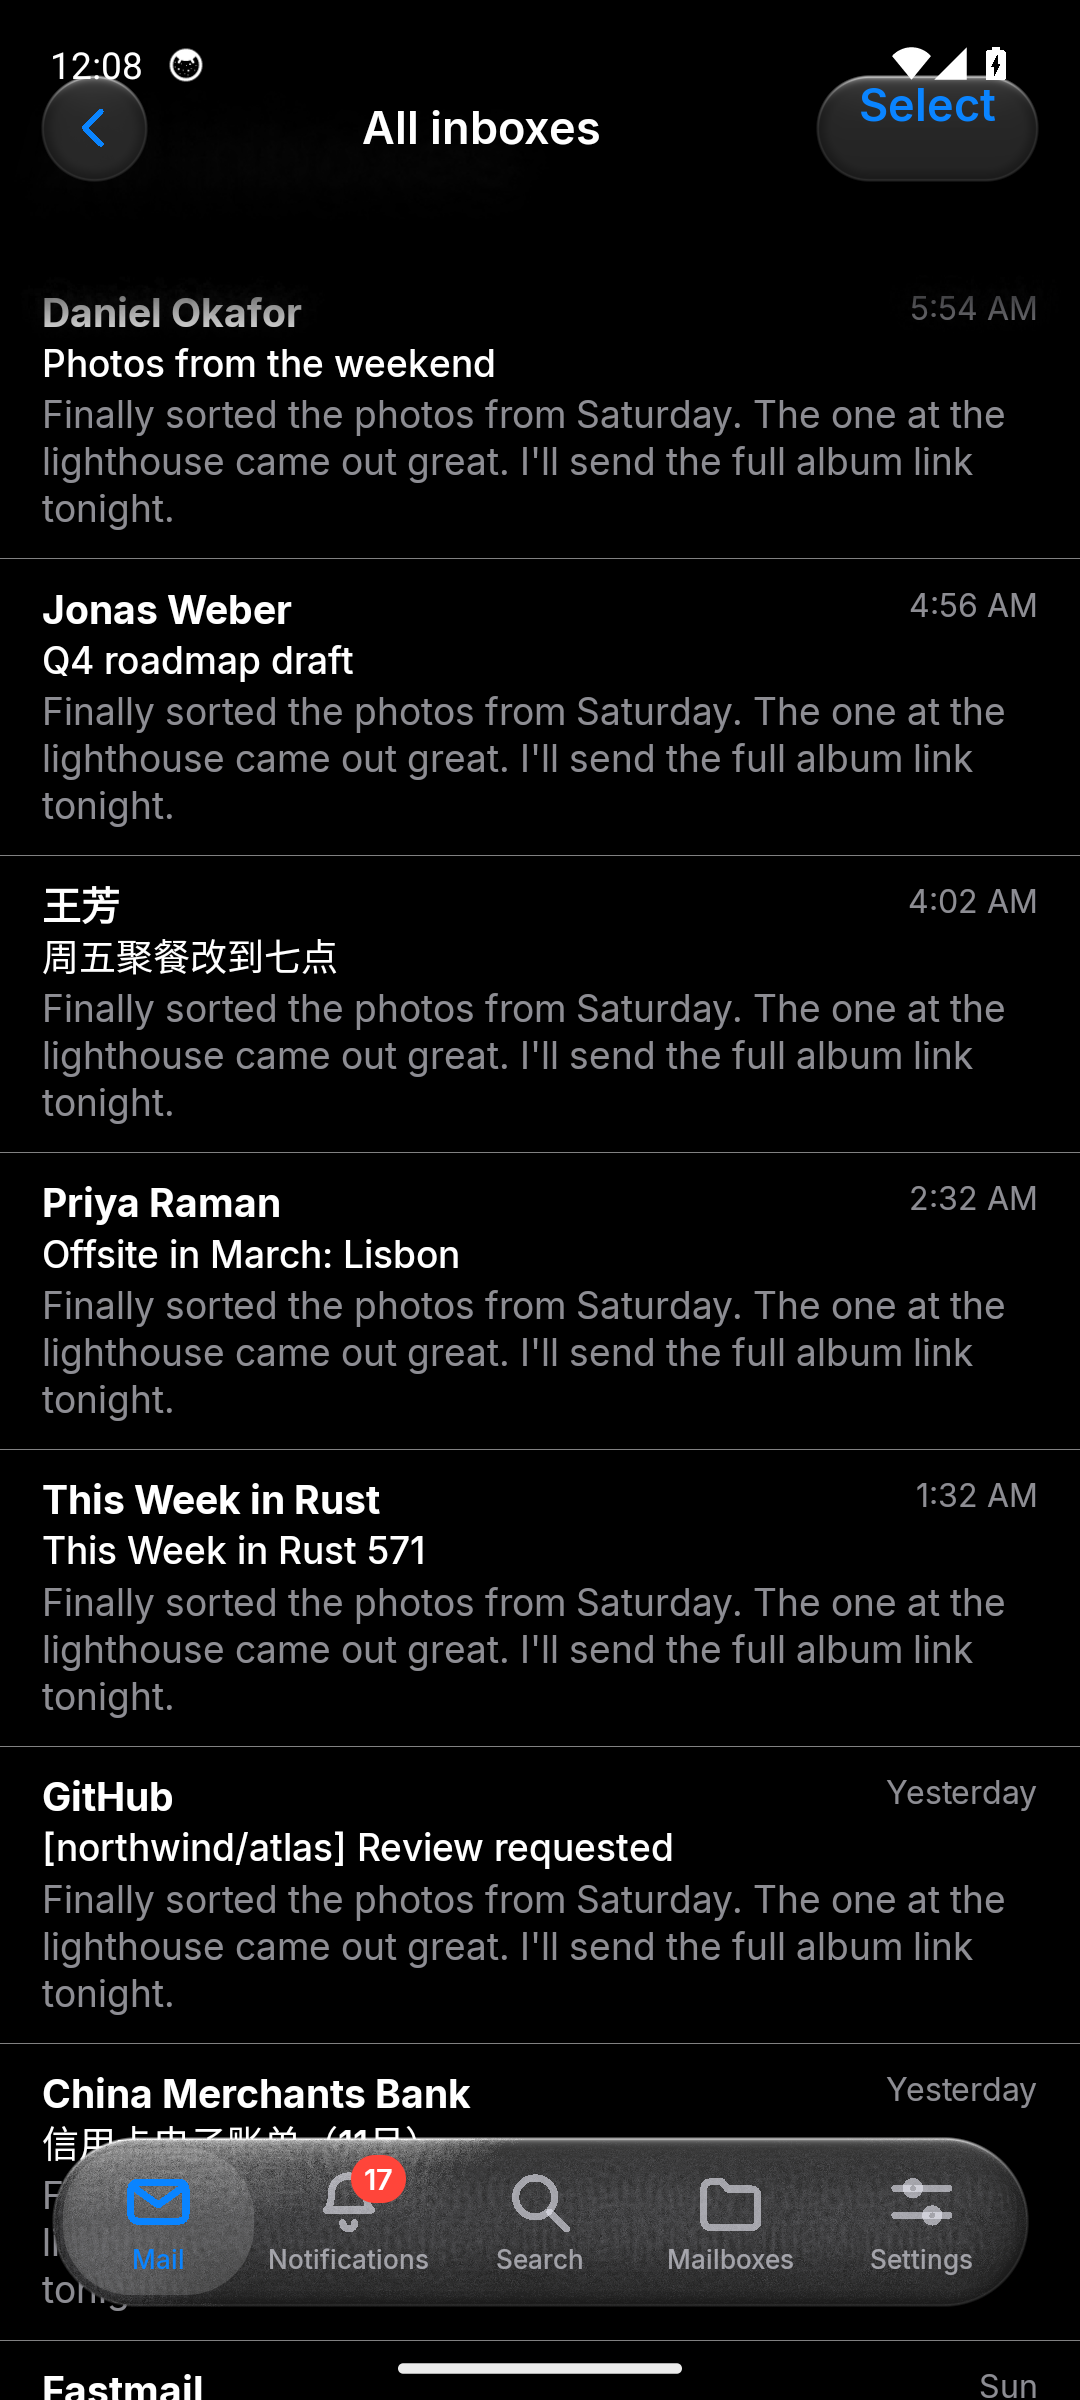 12:08
All inboxes
Select
Daniel Okafor
5:54 AM
Photos from the weekend
Finally sorted the photos from Saturday. The one at the
lighthouse came out great. I'll send the full album link
tonight.
Jonas Weber
4:56 AM
Q4 roadmap draft
Finally sorted the photos from Saturday. The one at the
lighthouse came out great. I'll send the full album link
tonight.
王芳
4:02 AM
周五聚餐改到七点
Finally sorted the photos from Saturday. The one at the
lighthouse came out great. I'll send the full album link
tonight.
Priya Raman
2:32 AM
Offsite in March: Lisbon
Finally sorted the photos from Saturday. The one at the
lighthouse came out great. I'll send the full album link
tonight.
This Week in Rust
1:32 AM
This Week in Rust 571
Finally sorted the photos from Saturday. The one at the
lighthouse came out great. I'll send the full album link
tonight.
GitHub
Yesterday
[northwind/atlas] Review requested
Finally sorted the photos from Saturday. The one at the
lighthouse came out great. I'll send the full album link
tonight.
China Merchants Bank
Yesterday
信用卡电子账单（11月）
17
Mail
Notifications
Search
Mailboxes
Settings
Fastmail
Sun